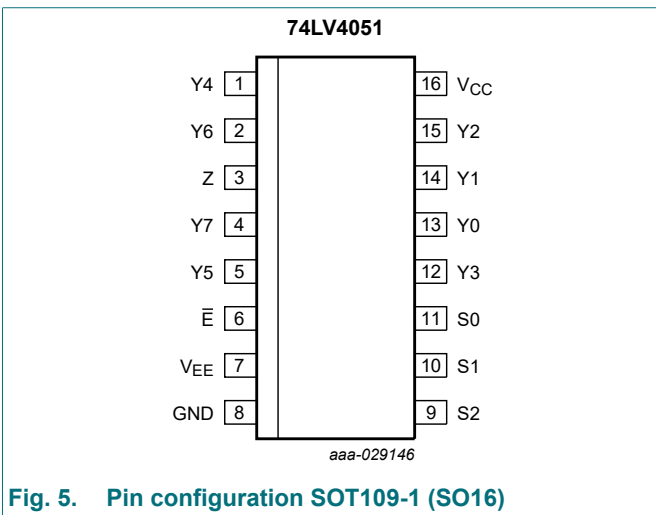 74LV4051
Y4 1 16 VCC
Y6 2 15 Y2
Z 3 14 Y1
Y7 4 13 Y0
Y5 5 12 Y3
E̅ 6 11 S0
VEE 7 10 S1
GND 8 9 S2
aaa-029146
Fig. 5. Pin configuration SOT109-1 (SO16)